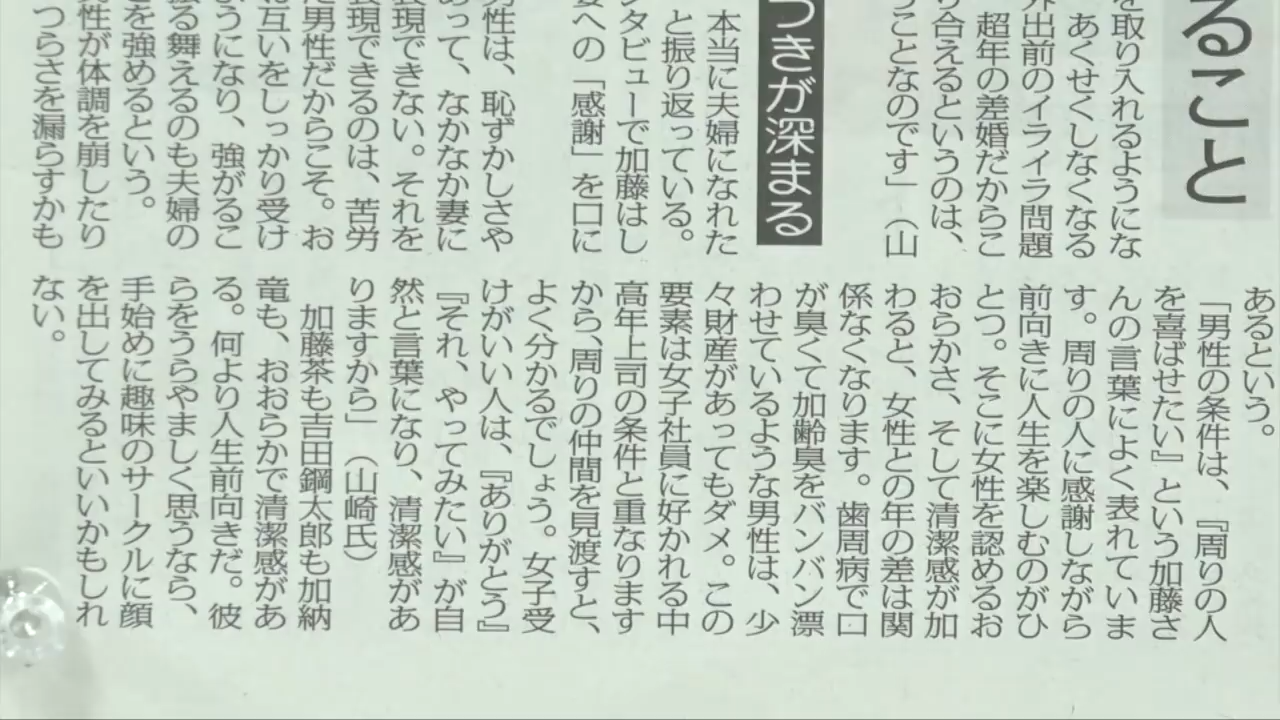 ること
を取り入れるようにな
あくせくしなくなる
外出前のイライラ問題
超年の差婚だからこ
り合えるというのは、
うことなのです」（山
つきが深まる
本当に夫婦になれた
と振り返っている。
ンタビューで加藤はし
妻への「感謝」を口に
男性は、恥ずかしさや
あって、なかなか妻に
表現できない。それを
表現できるのは、苦労
た男性だからこそ。お
お互いをしっかり受け
ようになり、強がるこ
振る舞えるのも夫婦の
を強めるという。
男性が体調を崩したり
つらさを漏らすかも
あるという。
「男性の条件は、『周りの人
を喜ばせたい』という加藤さ
んの言葉によく表れていま
す。周りの人に感謝しながら
前向きに人生を楽しむのがひ
とつ。そこに女性を認めるお
おらかさ、そして清潔感が加
わると、女性との年の差は関
係なくなります。歯周病で口
が臭くて加齢臭をバンバン漂
わせているような男性は、少
々財産があってもダメ。この
要素は女子社員に好かれる中
高年上司の条件と重なります
から、周りの仲間を見渡すと、
よく分かるでしょう。女子受
けがいい人は、『ありがとう』
『それ、やってみたい』が自
然と言葉になり、清潔感があ
りますから」（山崎氏）
加藤茶も吉田鋼太郎も加納
竜も、おおらかで清潔感があ
る。何より人生前向きだ。彼
らをうらやましく思うなら、
手始めに趣味のサークルに顔
を出してみるといいかもしれ
ない。